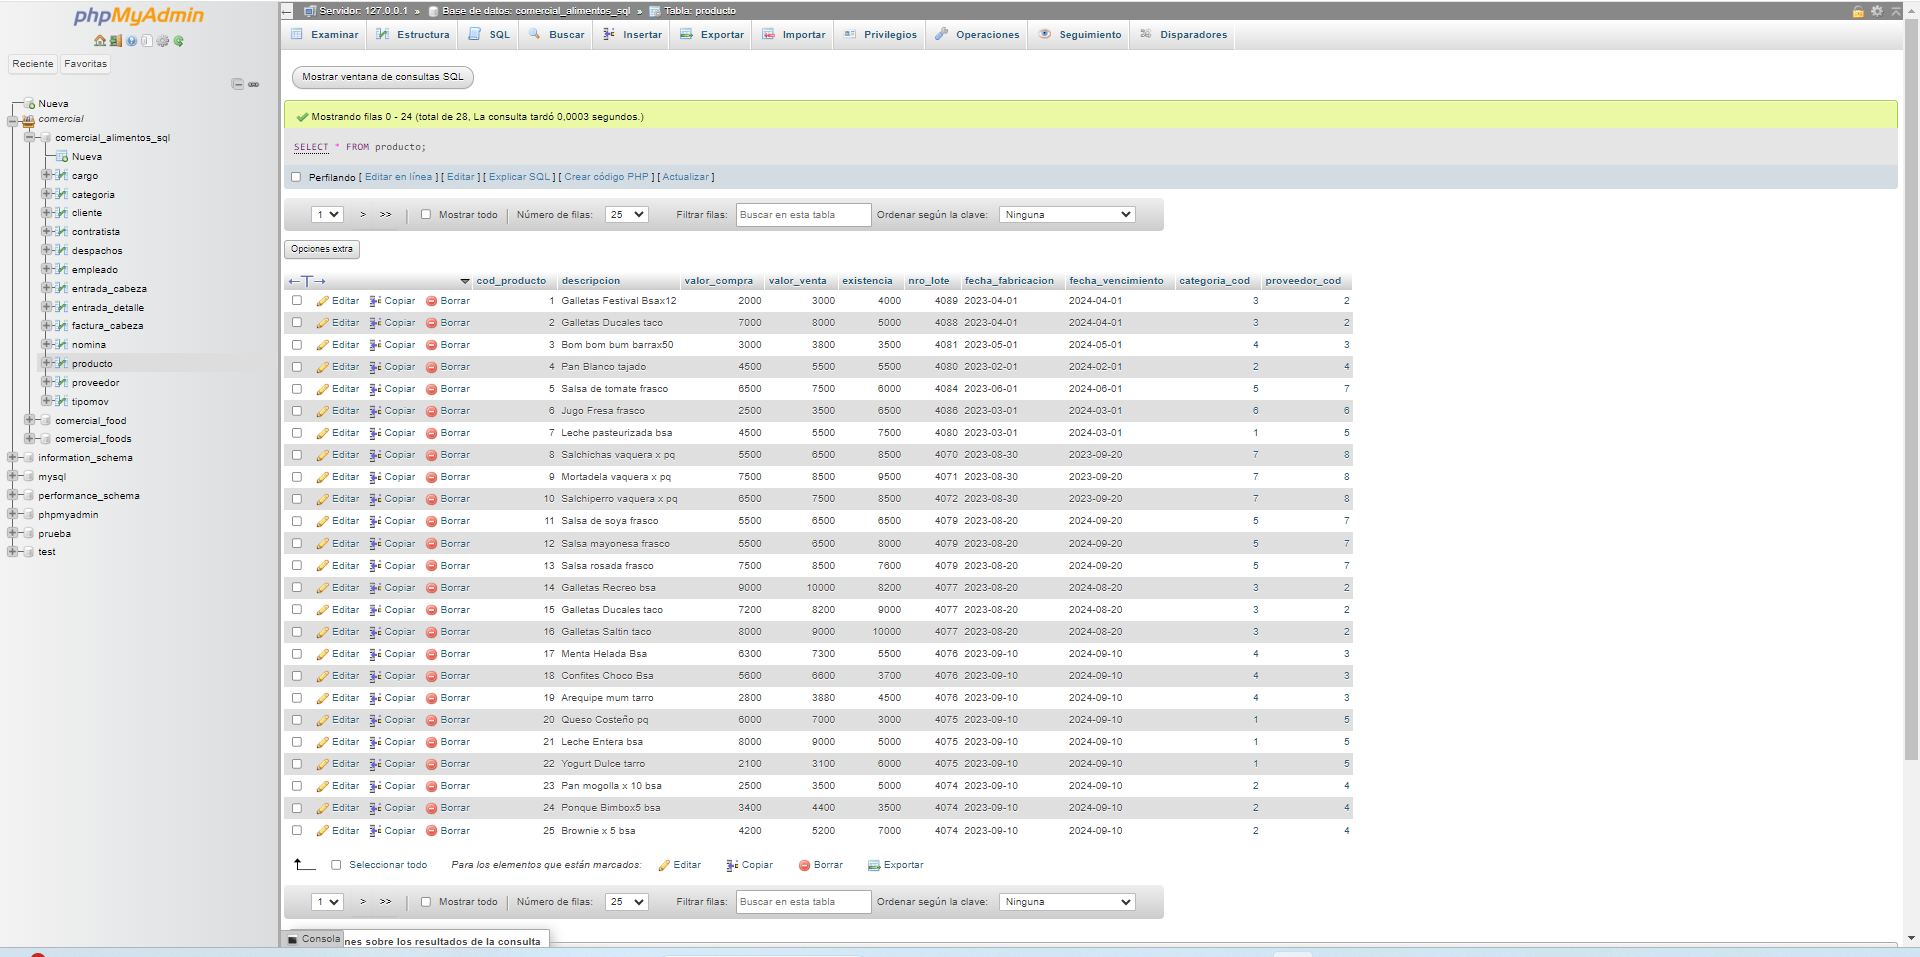 phpMyAdmin
Reciente Favoritas
Nueva
comercial
comercial_alimentos_sql
Nueva
cargo
categoria
cliente
contratista
despachos
empleado
entrada_cabeza
entrada_detalle
factura_cabeza
nomina
producto
proveedor
tipomov
comercial_food
comercial_foods
information_schema
mysql
performance_schema
phpmyadmin
prueba
test
Servidor: 127.0.0.1 » Base de datos: comercial_alimentos_sql » Tabla: producto
Examinar Estructura SQL Buscar Insertar Exportar Importar Privilegios Operaciones Seguimiento Disparadores
Mostrar ventana de consultas SQL
Mostrando filas 0 - 24 (total de 28, La consulta tardó 0,0003 segundos.)
SELECT * FROM producto;
Perfilando [ Editar en línea ] [ Editar ] [ Explicar SQL ] [ Crear código PHP ] [ Actualizar ]
1 > >> Mostrar todo Número de filas: 25 Filtrar filas: Buscar en esta tabla Ordenar según la clave: Ninguna
Opciones extra
←T→ cod_producto descripcion valor_compra valor_venta existencia nro_lote fecha_fabricacion fecha_vencimiento categoria_cod proveedor_cod
Editar Copiar Borrar 1 Galletas Festival Bsax12 2000 3000 4000 4089 2023-04-01 2024-04-01 3 2
Editar Copiar Borrar 2 Galletas Ducales taco 7000 8000 5000 4088 2023-04-01 2024-04-01 3 2
Editar Copiar Borrar 3 Bom bom bum barrax50 3000 3800 3500 4081 2023-05-01 2024-05-01 4 3
Editar Copiar Borrar 4 Pan Blanco tajado 4500 5500 5500 4080 2023-02-01 2024-02-01 2 4
Editar Copiar Borrar 5 Salsa de tomate frasco 6500 7500 6000 4084 2023-06-01 2024-06-01 5 7
Editar Copiar Borrar 6 Jugo Fresa frasco 2500 3500 6500 4086 2023-03-01 2024-03-01 6 6
Editar Copiar Borrar 7 Leche pasteurizada bsa 4500 5500 7500 4080 2023-03-01 2024-03-01 1 5
Editar Copiar Borrar 8 Salchichas vaquera x pq 5500 6500 8500 4070 2023-08-30 2023-09-20 7 8
Editar Copiar Borrar 9 Mortadela vaquera x pq 7500 8500 9500 4071 2023-08-30 2023-09-20 7 8
Editar Copiar Borrar 10 Salchiperro vaquera x pq 6500 7500 8500 4072 2023-08-30 2023-09-20 7 8
Editar Copiar Borrar 11 Salsa de soya frasco 5500 6500 6500 4079 2023-08-20 2024-09-20 5 7
Editar Copiar Borrar 12 Salsa mayonesa frasco 5500 6500 8000 4079 2023-08-20 2024-09-20 5 7
Editar Copiar Borrar 13 Salsa rosada frasco 7500 8500 7600 4079 2023-08-20 2024-09-20 5 7
Editar Copiar Borrar 14 Galletas Recreo bsa 9000 10000 8200 4077 2023-08-20 2024-08-20 3 2
Editar Copiar Borrar 15 Galletas Ducales taco 7200 8200 9000 4077 2023-08-20 2024-08-20 3 2
Editar Copiar Borrar 16 Galletas Saltin taco 8000 9000 10000 4077 2023-08-20 2024-08-20 3 2
Editar Copiar Borrar 17 Menta Helada Bsa 6300 7300 5500 4076 2023-09-10 2024-09-10 4 3
Editar Copiar Borrar 18 Confites Choco Bsa 5600 6600 3700 4076 2023-09-10 2024-09-10 4 3
Editar Copiar Borrar 19 Arequipe mum tarro 2800 3880 4500 4076 2023-09-10 2024-09-10 4 3
Editar Copiar Borrar 20 Queso Costeño pq 6000 7000 3000 4075 2023-09-10 2024-09-10 1 5
Editar Copiar Borrar 21 Leche Entera bsa 8000 9000 5000 4075 2023-09-10 2024-09-10 1 5
Editar Copiar Borrar 22 Yogurt Dulce tarro 2100 3100 6000 4075 2023-09-10 2024-09-10 1 5
Editar Copiar Borrar 23 Pan mogolla x 10 bsa 2500 3500 5000 4074 2023-09-10 2024-09-10 2 4
Editar Copiar Borrar 24 Ponque Bimbox5 bsa 3400 4400 3500 4074 2023-09-10 2024-09-10 2 4
Editar Copiar Borrar 25 Brownie x 5 bsa 4200 5200 7000 4074 2023-09-10 2024-09-10 2 4
Seleccionar todo Para los elementos que están marcados: Editar Copiar Borrar Exportar
1 > >> Mostrar todo Número de filas: 25 Filtrar filas: Buscar en esta tabla Ordenar según la clave: Ninguna
Consola nes sobre los resultados de la consulta